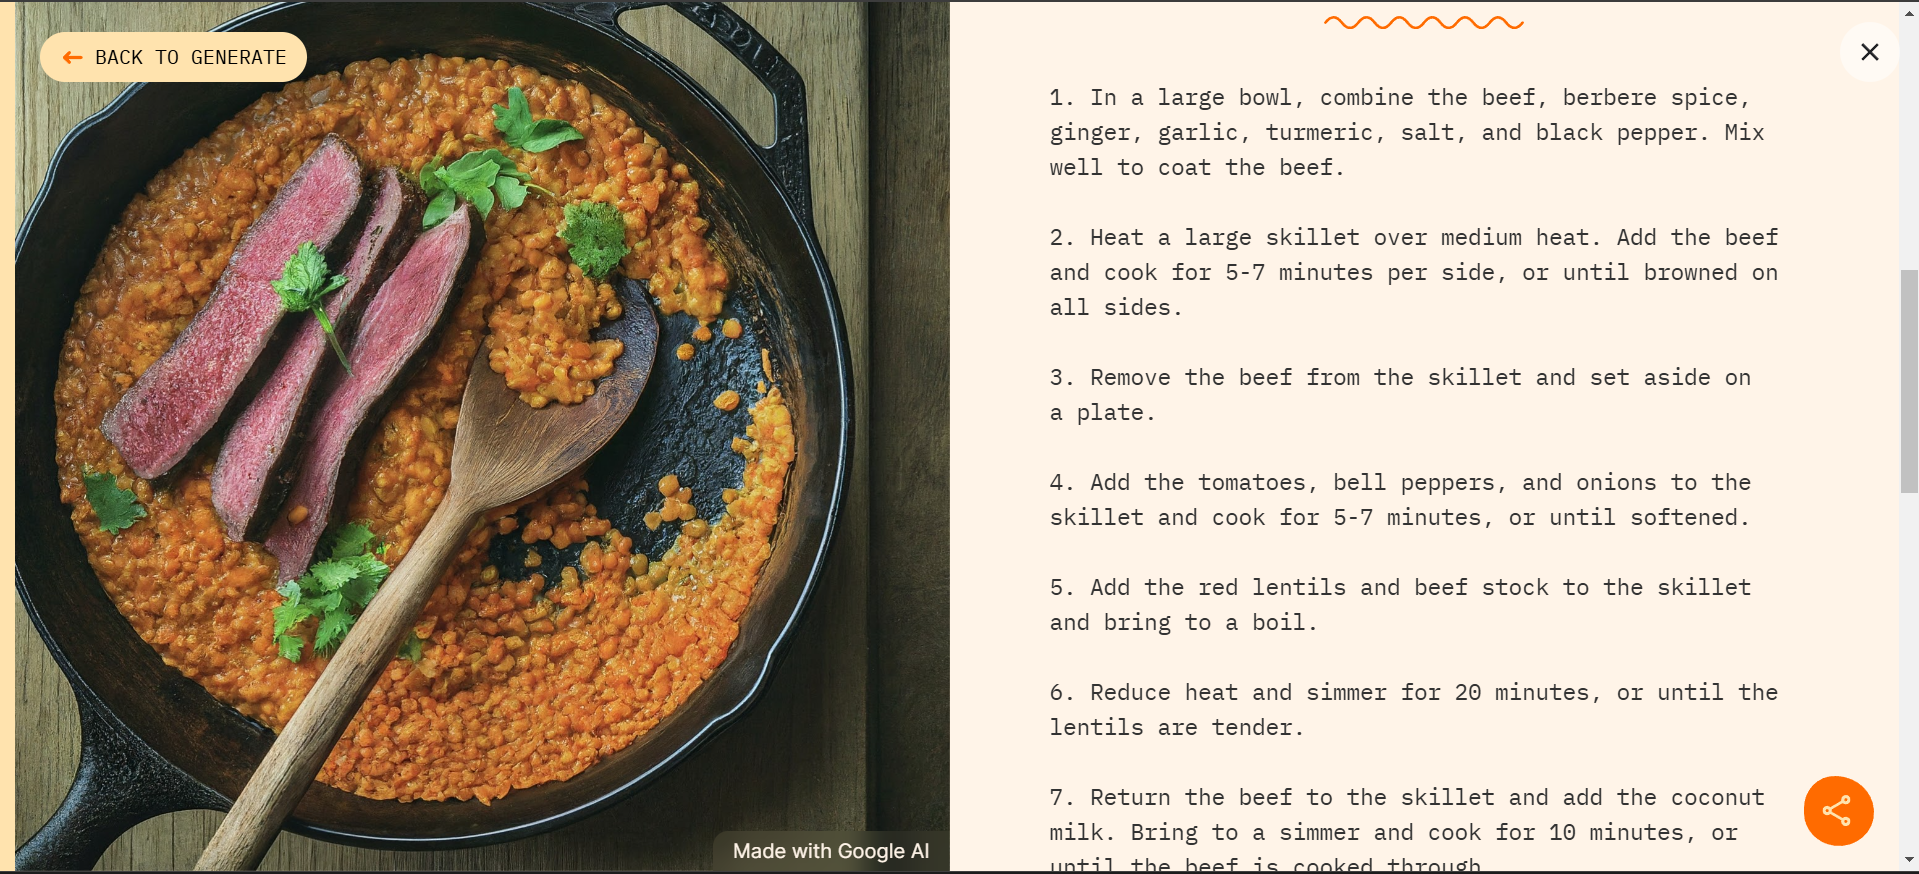 BACK TO GENERATE
1. In a large bowl, combine the beef, berbere spice,
ginger, garlic, turmeric, salt, and black pepper. Mix
well to coat the beef.
2. Heat a large skillet over medium heat. Add the beef
and cook for 5-7 minutes per side, or until browned on
all sides.
3. Remove the beef from the skillet and set aside on
a plate.
4. Add the tomatoes, bell peppers, and onions to the
skillet and cook for 5-7 minutes, or until softened.
5. Add the red lentils and beef stock to the skillet
and bring to a boil.
6. Reduce heat and simmer for 20 minutes, or until the
lentils are tender.
7. Return the beef to the skillet and add the coconut
milk. Bring to a simmer and cook for 10 minutes, or
until the beef is cooked through
Made with Google AI